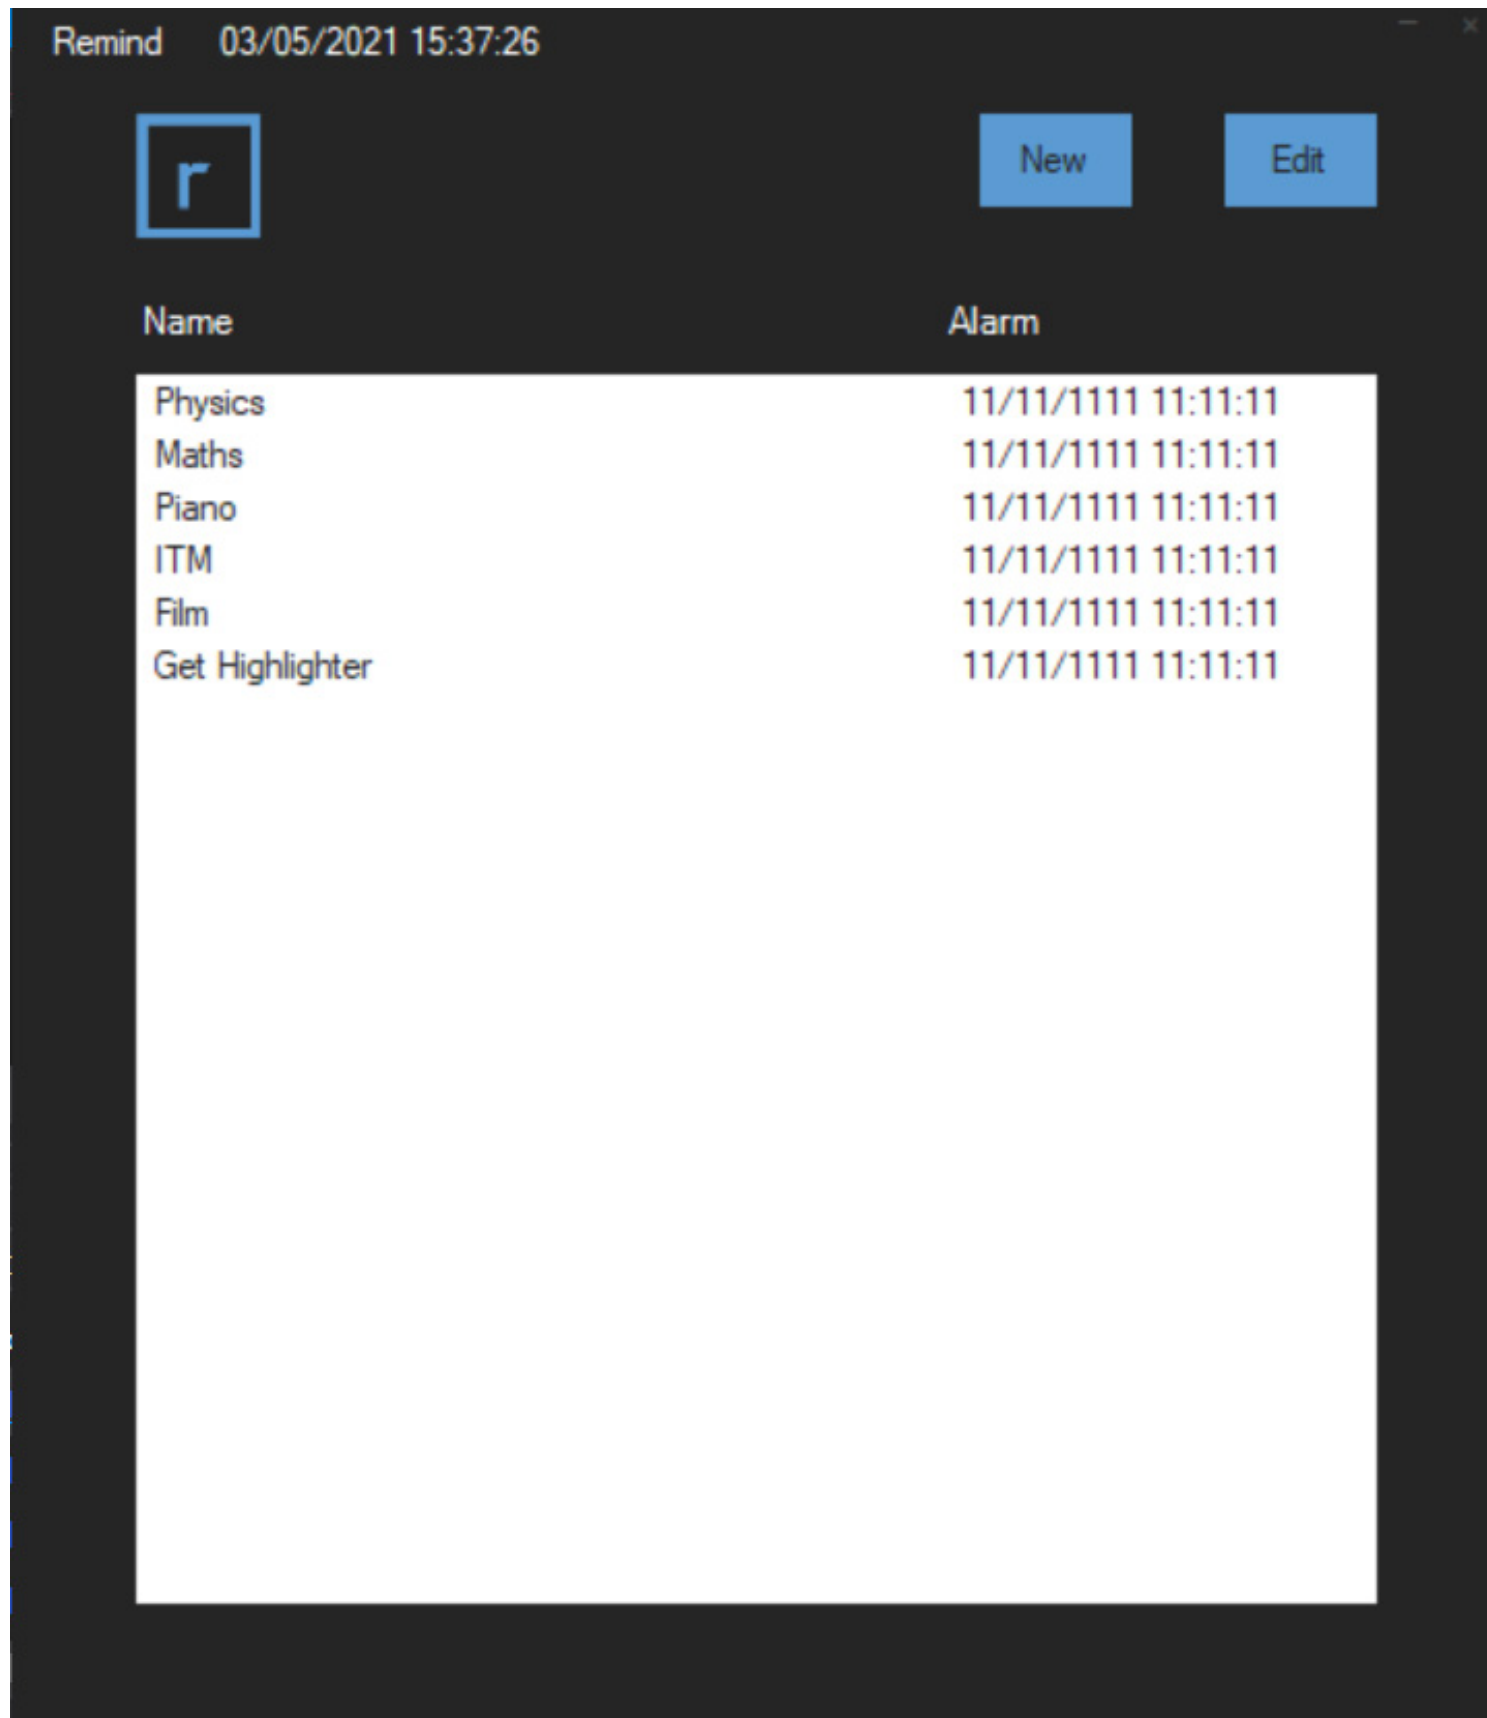 Remind 03/05/2021 15:37:26
r
New Edit
Name Alarm
Physics 11/11/1111 11:11:11
Maths 11/11/1111 11:11:11
Piano 11/11/1111 11:11:11
ITM 11/11/1111 11:11:11
Film 11/11/1111 11:11:11
Get Highlighter 11/11/1111 11:11:11